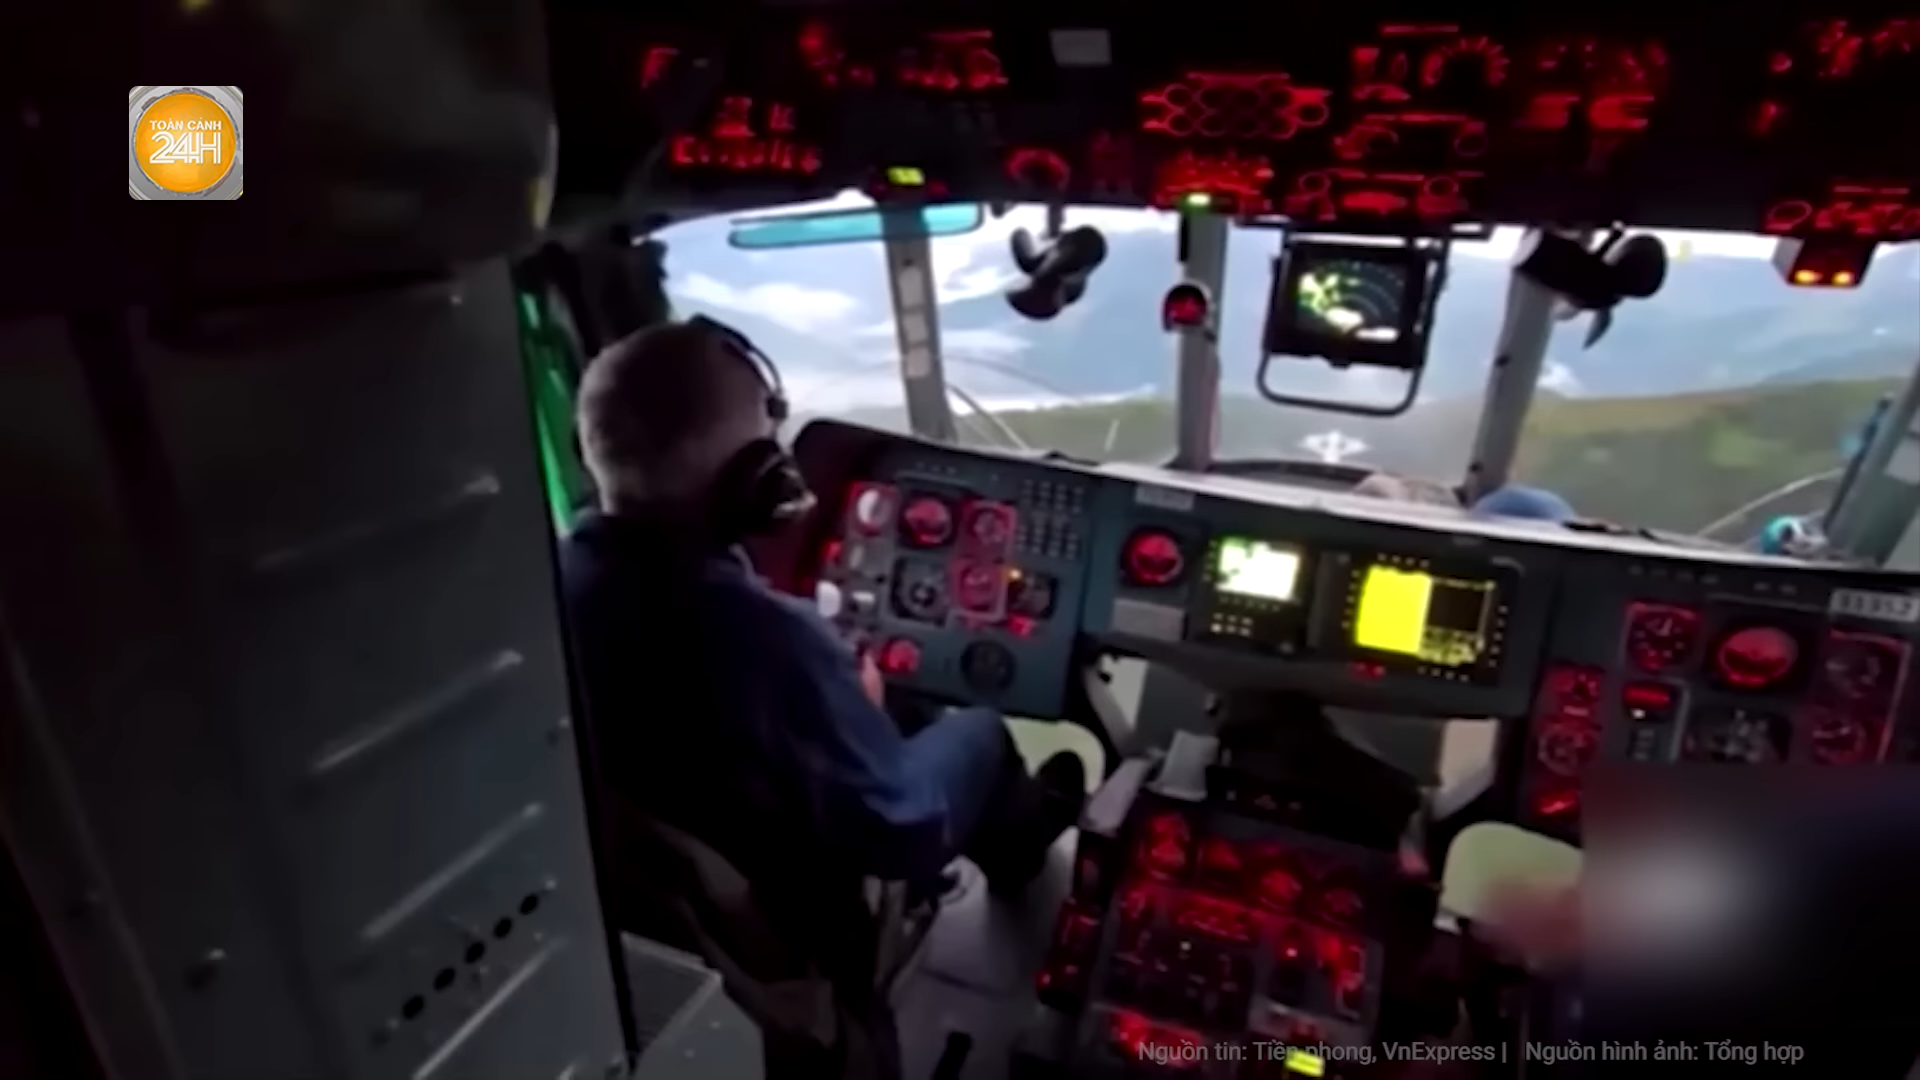 TOÀN CẢNH
24H
Nguồn tin: Tiền phong, VnExpress | Nguồn hình ảnh: Tổng hợp